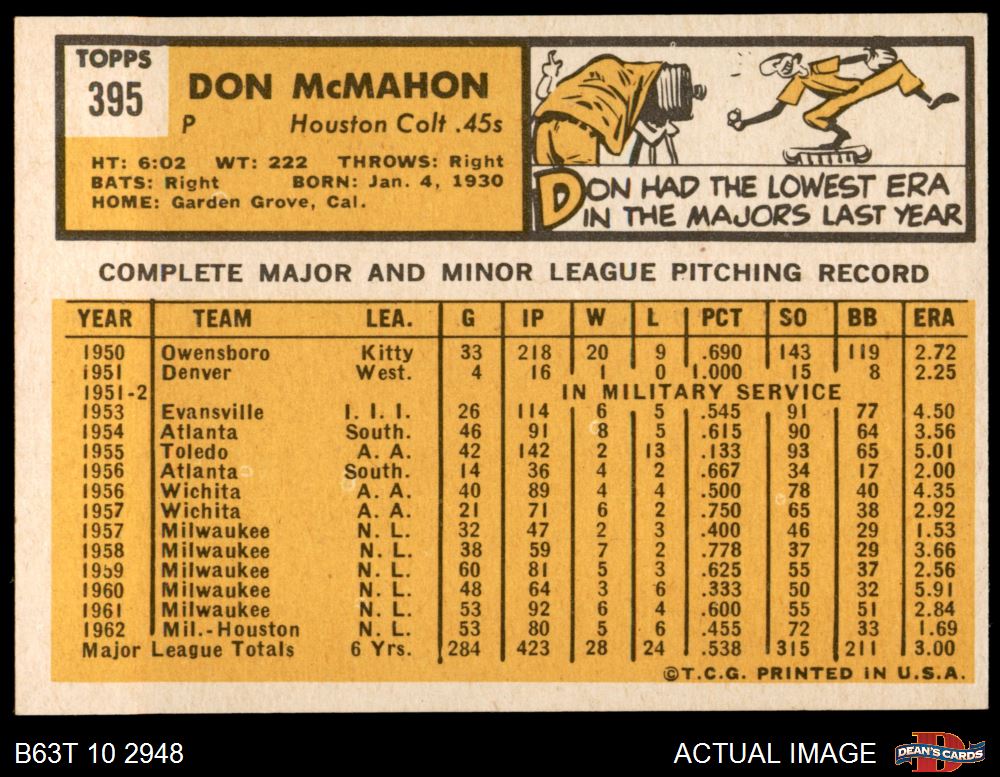 TOPPS
395
DON McMAHON
P Houston Colt .45s
HT: 6:02 WT: 222 THROWS: Right
BATS: Right BORN: Jan. 4, 1930
HOME: Garden Grove, Cal.
DON HAD THE LOWEST ERA
IN THE MAJORS LAST YEAR
COMPLETE MAJOR AND MINOR LEAGUE PITCHING RECORD
YEAR TEAM LEA. G IP W L PCT SO BB ERA
1950 Owensboro Kitty 33 218 20 9 .690 143 119 2.72
1951 Denver West. 4 16 1 0 1.000 15 8 2.25
1951-2 IN MILITARY SERVICE
1953 Evansville I. I. I. 26 114 6 5 .545 91 77 4.50
1954 Atlanta South. 46 91 8 5 .615 90 64 3.56
1955 Toledo A. A. 42 142 2 13 .133 93 65 5.01
1956 Atlanta South. 14 36 4 2 .667 34 17 2.00
1956 Wichita A. A. 40 89 4 4 .500 78 40 4.35
1957 Wichita A. A. 21 71 6 2 .750 65 38 2.92
1957 Milwaukee N. L. 32 47 2 3 .400 46 29 1.53
1958 Milwaukee N. L. 38 59 7 2 .778 37 29 3.66
1959 Milwaukee N. L. 60 81 5 3 .625 55 37 2.56
1960 Milwaukee N. L. 48 64 3 6 .333 50 32 5.91
1961 Milwaukee N. L. 53 92 6 4 .600 55 51 2.84
1962 Mil.-Houston N. L. 53 80 5 6 .455 72 33 1.69
Major League Totals 6 Yrs. 284 423 28 24 .538 315 211 3.00
©T.C.G. PRINTED IN U.S.A.
B63T 10 2948 ACTUAL IMAGE DEAN'S CARDS